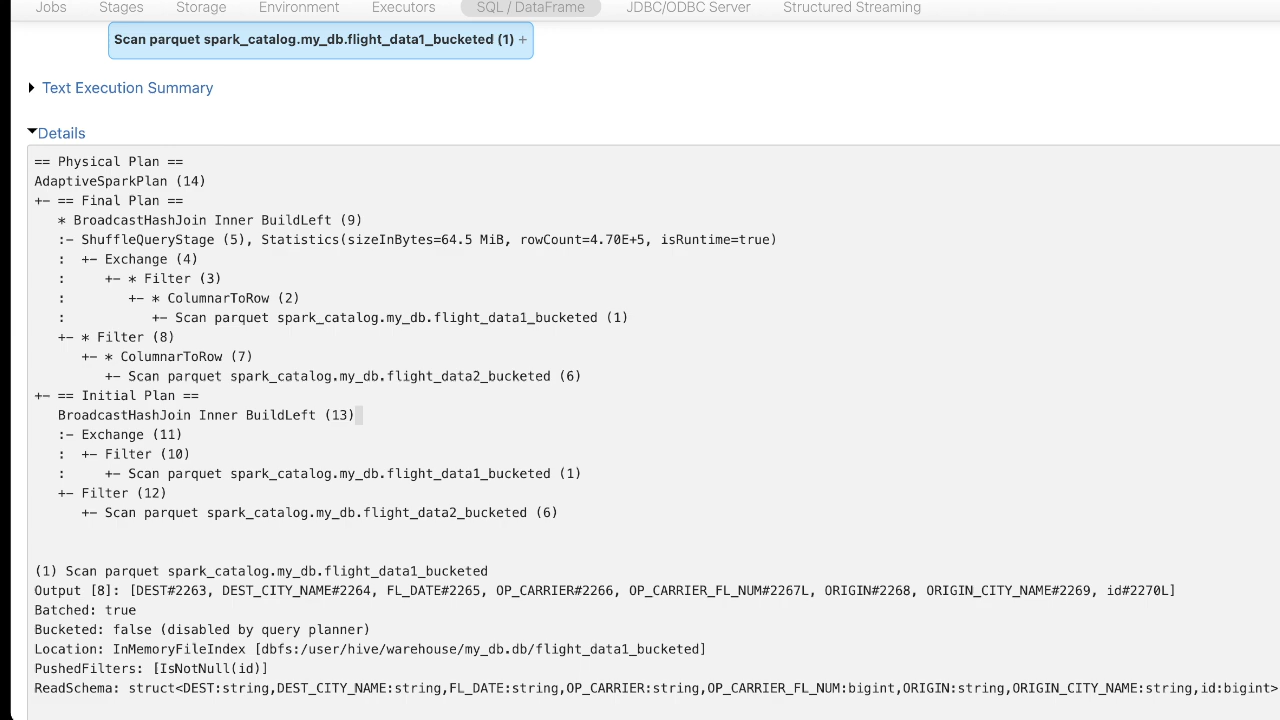 Jobs Stages Storage Environment Executors SQL / DataFrame JDBC/ODBC Server Structured Streaming
Scan parquet spark_catalog.my_db.flight_data1_bucketed (1) +
Text Execution Summary
Details
== Physical Plan ==
AdaptiveSparkPlan (14)
+- == Final Plan ==
   * BroadcastHashJoin Inner BuildLeft (9)
   :- ShuffleQueryStage (5), Statistics(sizeInBytes=64.5 MiB, rowCount=4.70E+5, isRuntime=true)
   :  +- Exchange (4)
   :     +- * Filter (3)
   :        +- * ColumnarToRow (2)
   :           +- Scan parquet spark_catalog.my_db.flight_data1_bucketed (1)
   +- * Filter (8)
      +- * ColumnarToRow (7)
         +- Scan parquet spark_catalog.my_db.flight_data2_bucketed (6)
+- == Initial Plan ==
   BroadcastHashJoin Inner BuildLeft (13)
   :- Exchange (11)
   :  +- Filter (10)
   :     +- Scan parquet spark_catalog.my_db.flight_data1_bucketed (1)
   +- Filter (12)
      +- Scan parquet spark_catalog.my_db.flight_data2_bucketed (6)
(1) Scan parquet spark_catalog.my_db.flight_data1_bucketed
Output [8]: [DEST#2263, DEST_CITY_NAME#2264, FL_DATE#2265, OP_CARRIER#2266, OP_CARRIER_FL_NUM#2267L, ORIGIN#2268, ORIGIN_CITY_NAME#2269, id#2270L]
Batched: true
Bucketed: false (disabled by query planner)
Location: InMemoryFileIndex [dbfs:/user/hive/warehouse/my_db.db/flight_data1_bucketed]
PushedFilters: [IsNotNull(id)]
ReadSchema: struct<DEST:string,DEST_CITY_NAME:string,FL_DATE:string,OP_CARRIER:string,OP_CARRIER_FL_NUM:bigint,ORIGIN:string,ORIGIN_CITY_NAME:string,id:bigint>